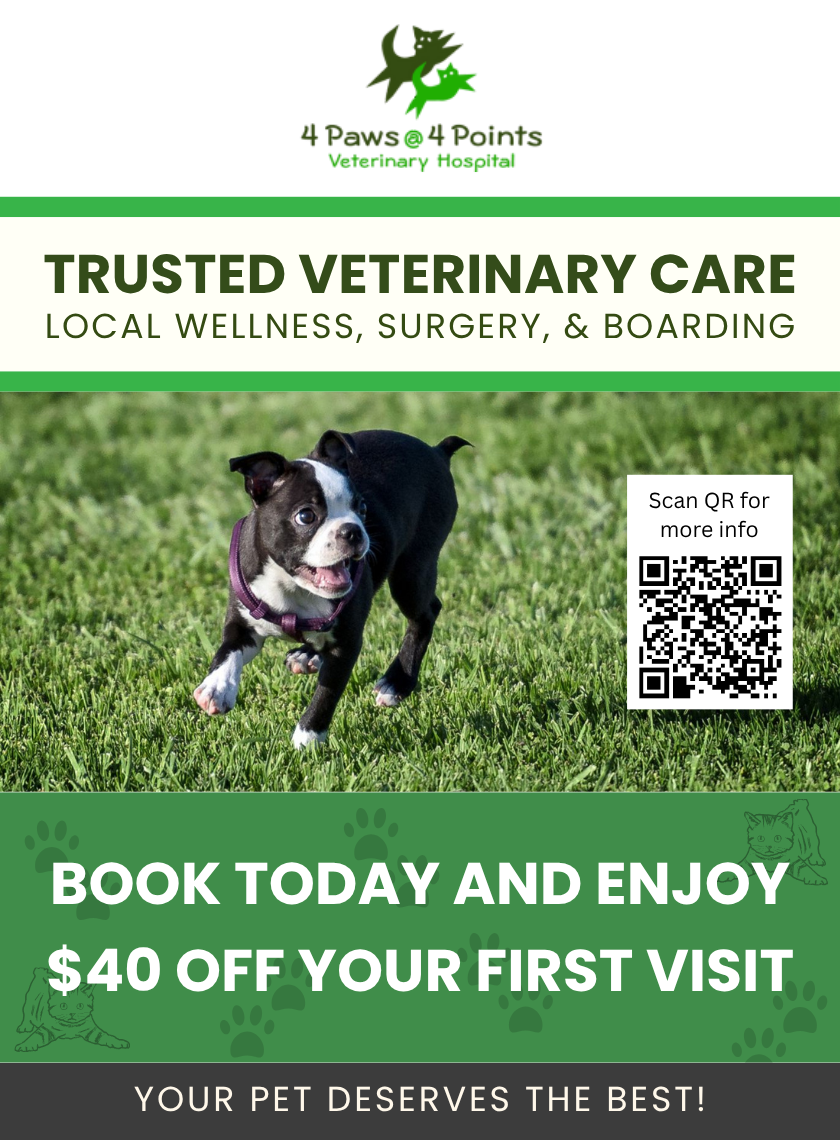 4 Paws @ 4 Points
Veterinary Hospital
TRUSTED VETERINARY CARE
LOCAL WELLNESS, SURGERY, & BOARDING
Scan QR for
more info
BOOK TODAY AND ENJOY
$40 OFF YOUR FIRST VISIT
YOUR PET DESERVES THE BEST!